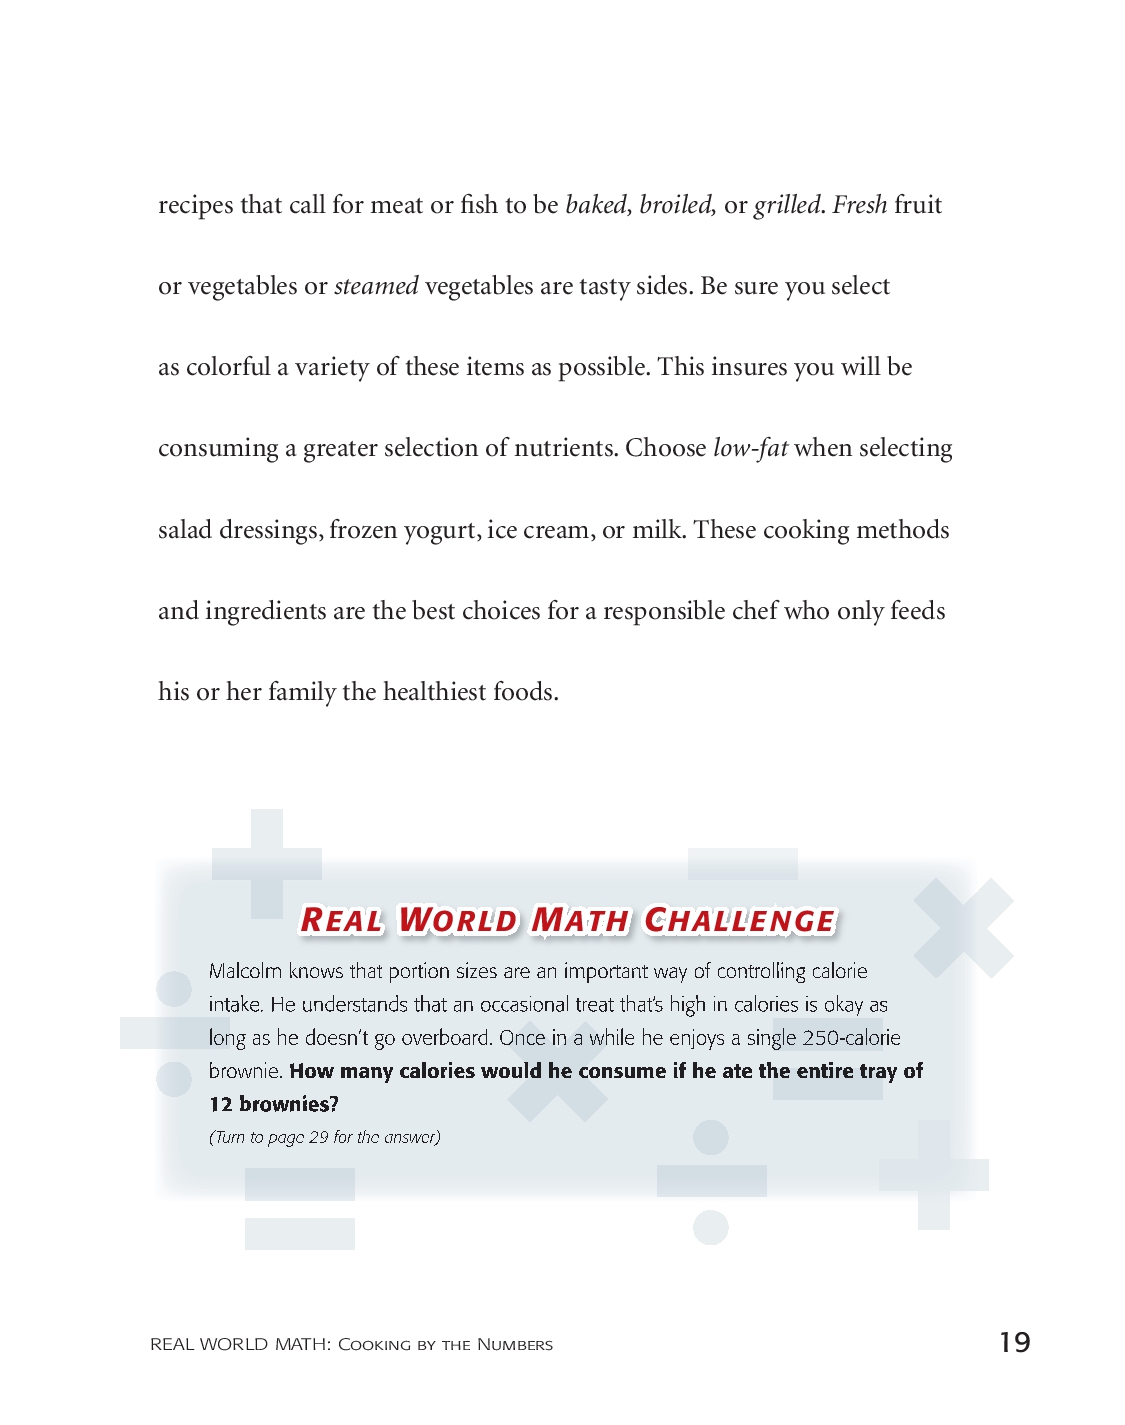 recipes that call for meat or fish to be baked, broiled, or grilled. Fresh fruit
or vegetables or steamed vegetables are tasty sides. Be sure you select
as colorful a variety of these items as possible. This insures you will be
consuming a greater selection of nutrients. Choose low-fat when selecting
salad dressings, frozen yogurt, ice cream, or milk. These cooking methods
and ingredients are the best choices for a responsible chef who only feeds
his or her family the healthiest foods.
REAL WORLD MATH CHALLENGE
Malcolm knows that portion sizes are an important way of controlling calorie
intake. He understands that an occasional treat that’s high in calories is okay as
long as he doesn’t go overboard. Once in a while he enjoys a single 250-calorie
brownie. How many calories would he consume if he ate the entire tray of
12 brownies?
(Turn to page 29 for the answer)
REAL WORLD MATH: COOKING BY THE NUMBERS 19